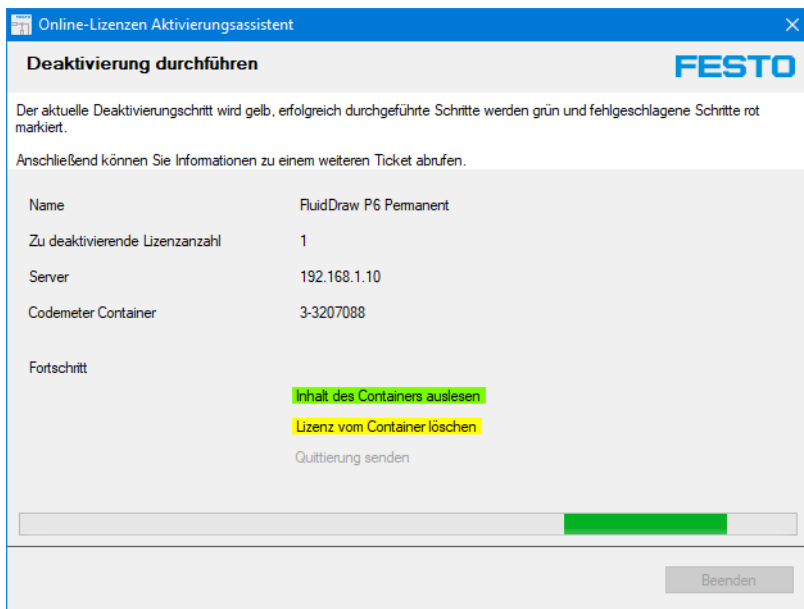 Online-Lizenzen Aktivierungsassistent
Deaktivierung durchführen
FESTO
Der aktuelle Deaktivierungschritt wird gelb, erfolgreich durchgeführte Schritte werden grün und fehlgeschlagene Schritte rot
markiert.
Anschließend können Sie Informationen zu einem weiteren Ticket abrufen.
Name FluidDraw P6 Permanent
Zu deaktivierende Lizenzanzahl 1
Server 192.168.1.10
Codemeter Container 3-3207088
Fortschritt
Inhalt des Containers auslesen
Lizenz vom Container löschen
Quittierung senden
Beenden